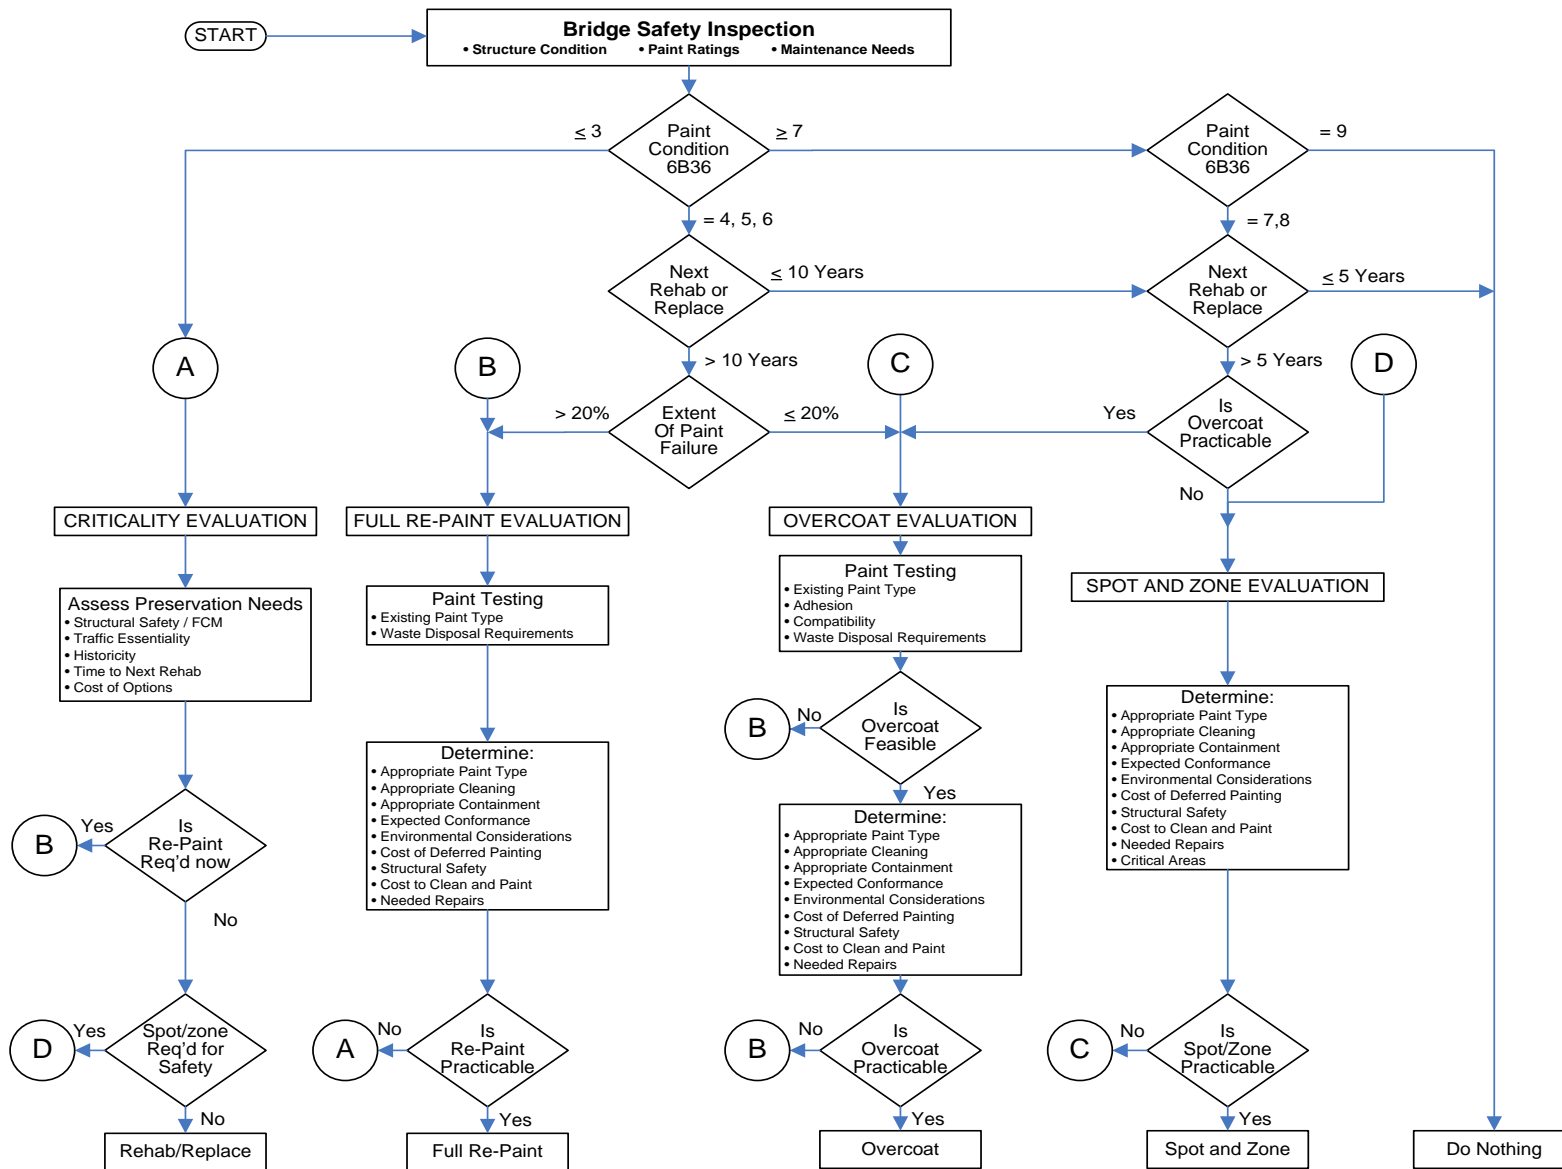 START
Bridge Safety Inspection
• Structure Condition • Paint Ratings • Maintenance Needs
≤ 3
Paint
Condition
6B36
≥ 7
Paint
Condition
6B36
= 9
= 4, 5, 6
= 7,8
Next
Rehab or
Replace
≤ 10 Years
Next
Rehab or
Replace
≤ 5 Years
A
B
> 10 Years
C
> 5 Years
D
> 20%
Extent
Of Paint
Failure
≤ 20%
Yes
Is
Overcoat
Practicable
No
CRITICALITY EVALUATION
FULL RE-PAINT EVALUATION
OVERCOAT EVALUATION
SPOT AND ZONE EVALUATION
Assess Preservation Needs
• Structural Safety / FCM
• Traffic Essentiality
• Historicity
• Time to Next Rehab
• Cost of Options
Paint Testing
• Existing Paint Type
• Waste Disposal Requirements
Paint Testing
• Existing Paint Type
• Adhesion
• Compatibility
• Waste Disposal Requirements
B
No
Is
Overcoat
Feasible
Yes
Determine:
• Appropriate Paint Type
• Appropriate Cleaning
• Appropriate Containment
• Expected Conformance
• Environmental Considerations
• Cost of Deferred Painting
• Structural Safety
• Cost to Clean and Paint
• Needed Repairs
• Critical Areas
Determine:
• Appropriate Paint Type
• Appropriate Cleaning
• Appropriate Containment
• Expected Conformance
• Environmental Considerations
• Cost of Deferred Painting
• Structural Safety
• Cost to Clean and Paint
• Needed Repairs
Determine:
• Appropriate Paint Type
• Appropriate Cleaning
• Appropriate Containment
• Expected Conformance
• Environmental Considerations
• Cost of Deferred Painting
• Structural Safety
• Cost to Clean and Paint
• Needed Repairs
B
Yes
Is
Re-Paint
Req'd now
No
D
Yes
Spot/zone
Req'd for
Safety
No
A
No
Is
Re-Paint
Practicable
Yes
B
No
Is
Overcoat
Practicable
Yes
C
No
Is
Spot/Zone
Practicable
Yes
Rehab/Replace
Full Re-Paint
Overcoat
Spot and Zone
Do Nothing